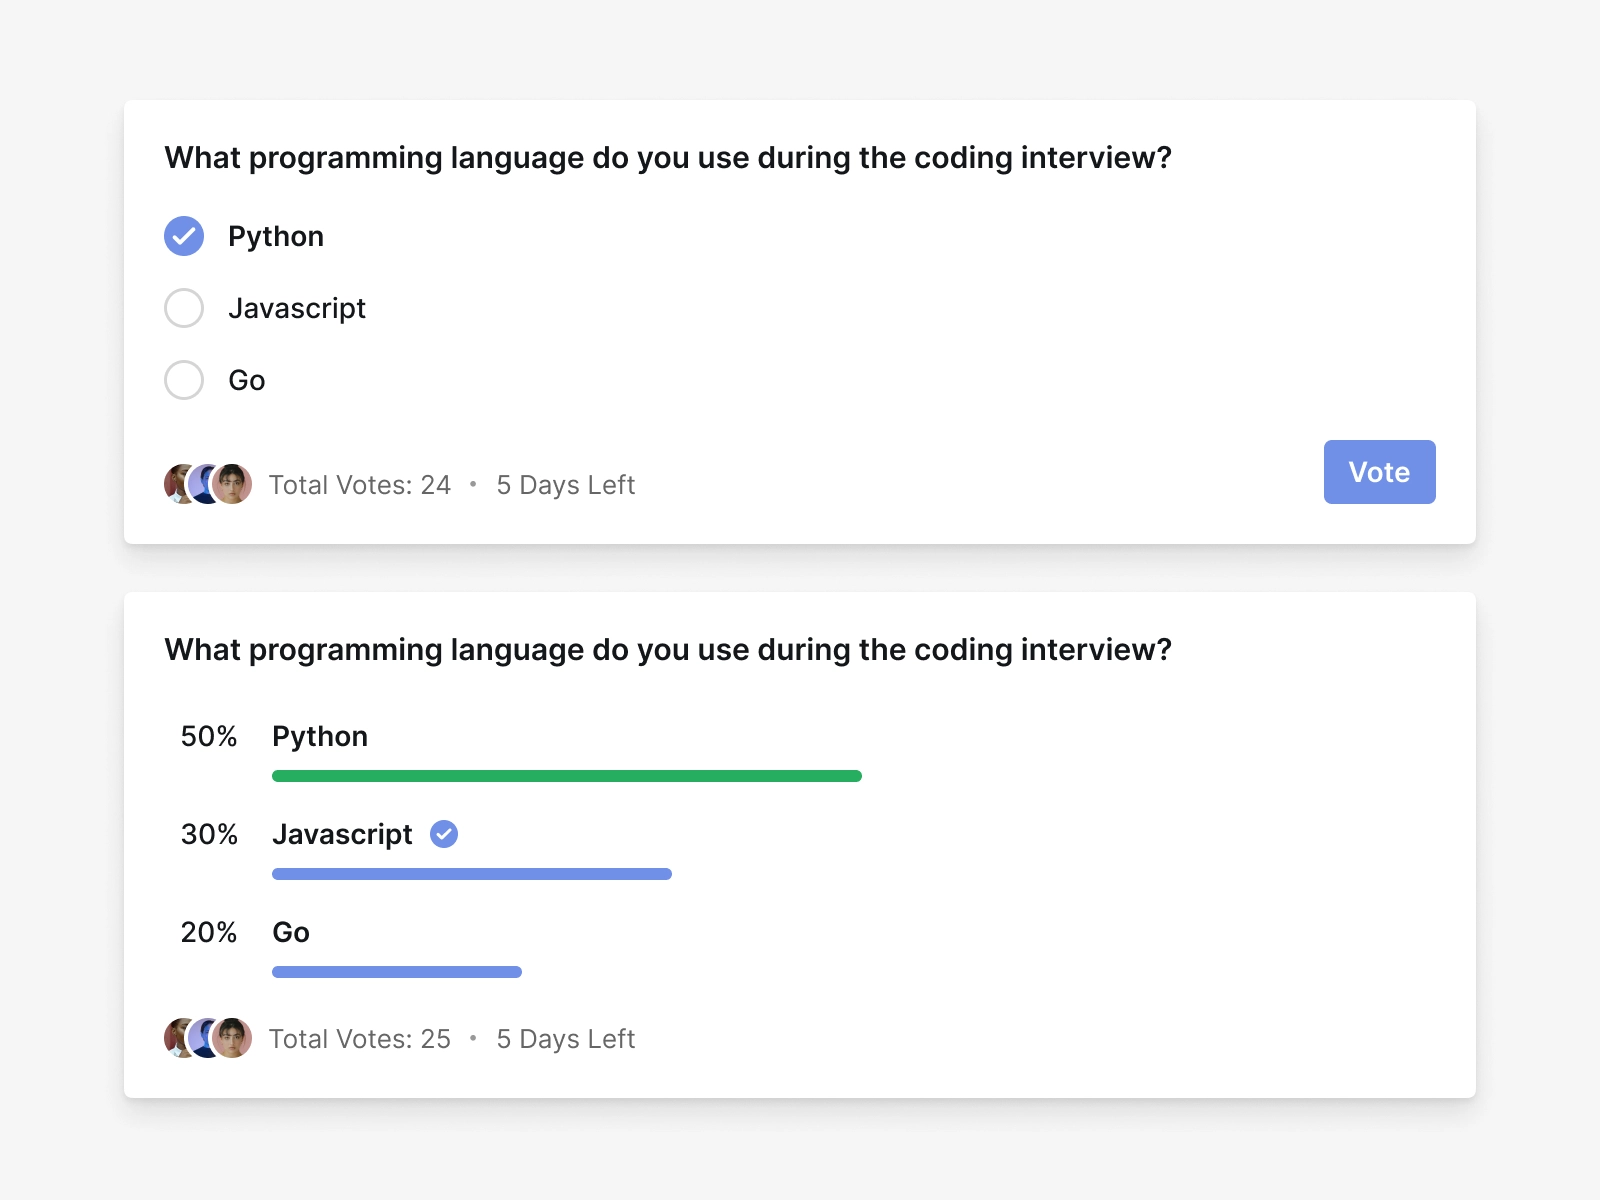 What programming language do you use during the coding interview?
Python
Javascript
Go
Total Votes: 24 • 5 Days Left
Vote
What programming language do you use during the coding interview?
50% Python
30% Javascript
20% Go
Total Votes: 25 • 5 Days Left